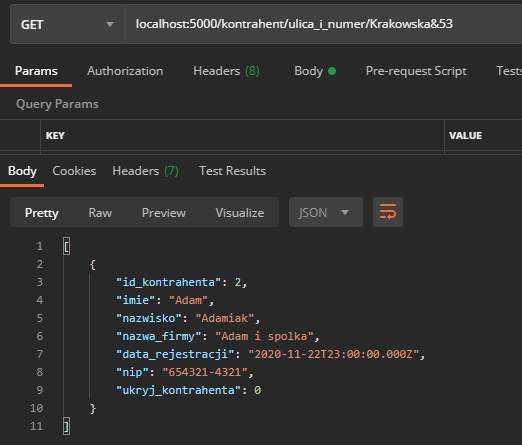 GET localhost:5000/kontrahent/ulica_i_numer/Krakowska&53
Params Authorization Headers (8) Body Pre-request Script Tests
Query Params
KEY VALUE
Body Cookies Headers (7) Test Results
Pretty Raw Preview Visualize JSON
1 [
2 {
3 "id_kontrahenta": 2,
4 "imie": "Adam",
5 "nazwisko": "Adamiak",
6 "nazwa_firmy": "Adam i spolka",
7 "data_rejestracji": "2020-11-22T23:00:00.000Z",
8 "nip": "654321-4321",
9 "ukryj_kontrahenta": 0
10 }
11 ]